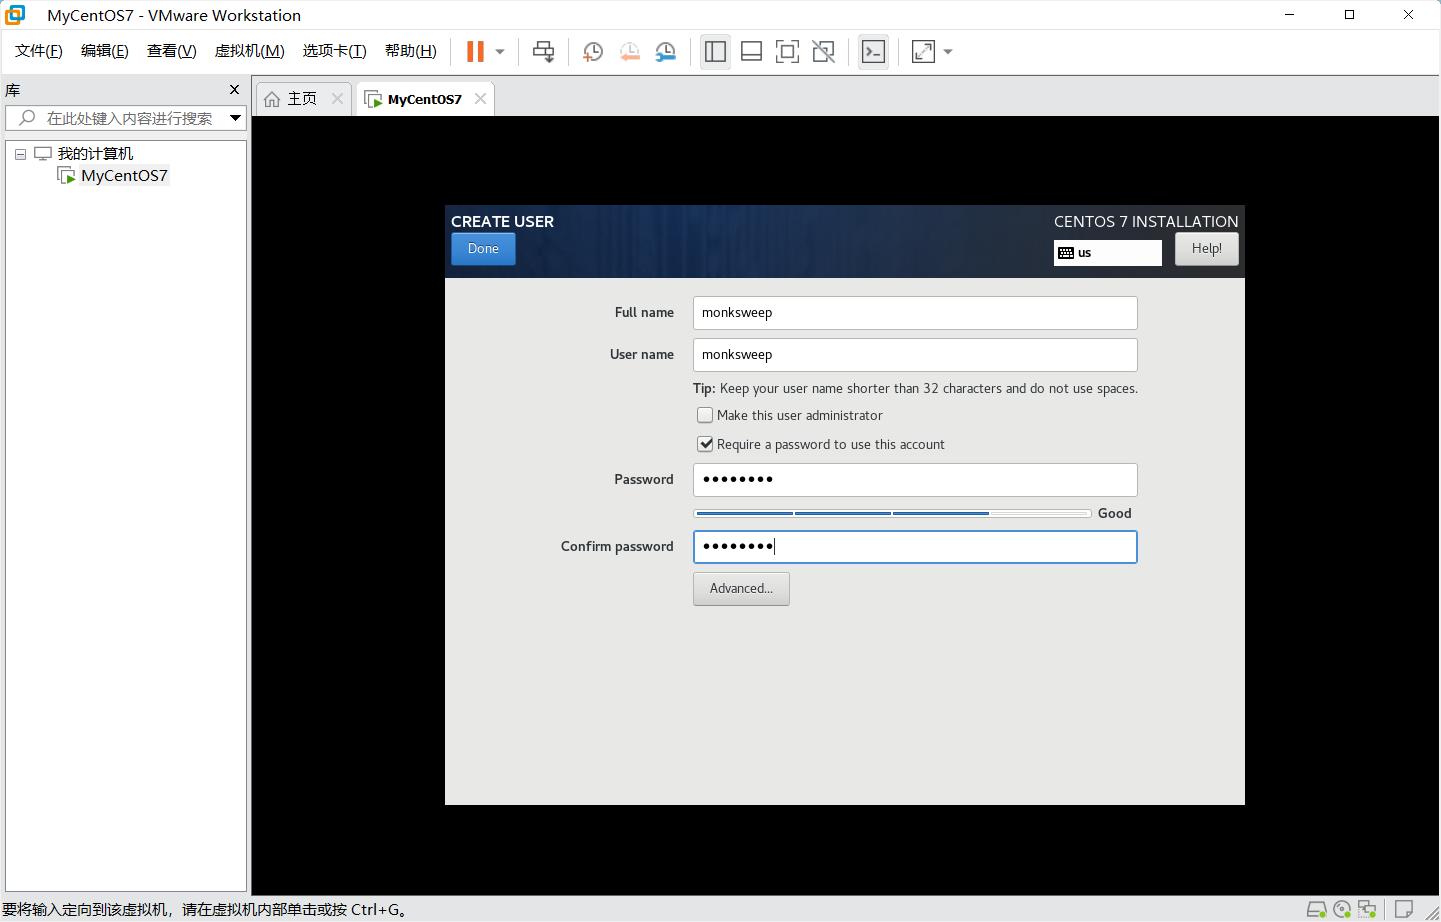 MyCentOS7 - VMware Workstation
文件(F) 编辑(E) 查看(V) 虚拟机(M) 选项卡(T) 帮助(H)
库
在此处键入内容进行搜索
我的计算机
MyCentOS7
主页
MyCentOS7
CREATE USER
CENTOS 7 INSTALLATION
Done
us
Help!
Full name
monksweep
User name
monksweep
Tip: Keep your user name shorter than 32 characters and do not use spaces.
Make this user administrator
Require a password to use this account
Password
●●●●●●●●
Good
Confirm password
●●●●●●●●
Advanced...
要将输入定向到该虚拟机，请在虚拟机内部单击或按 Ctrl+G。